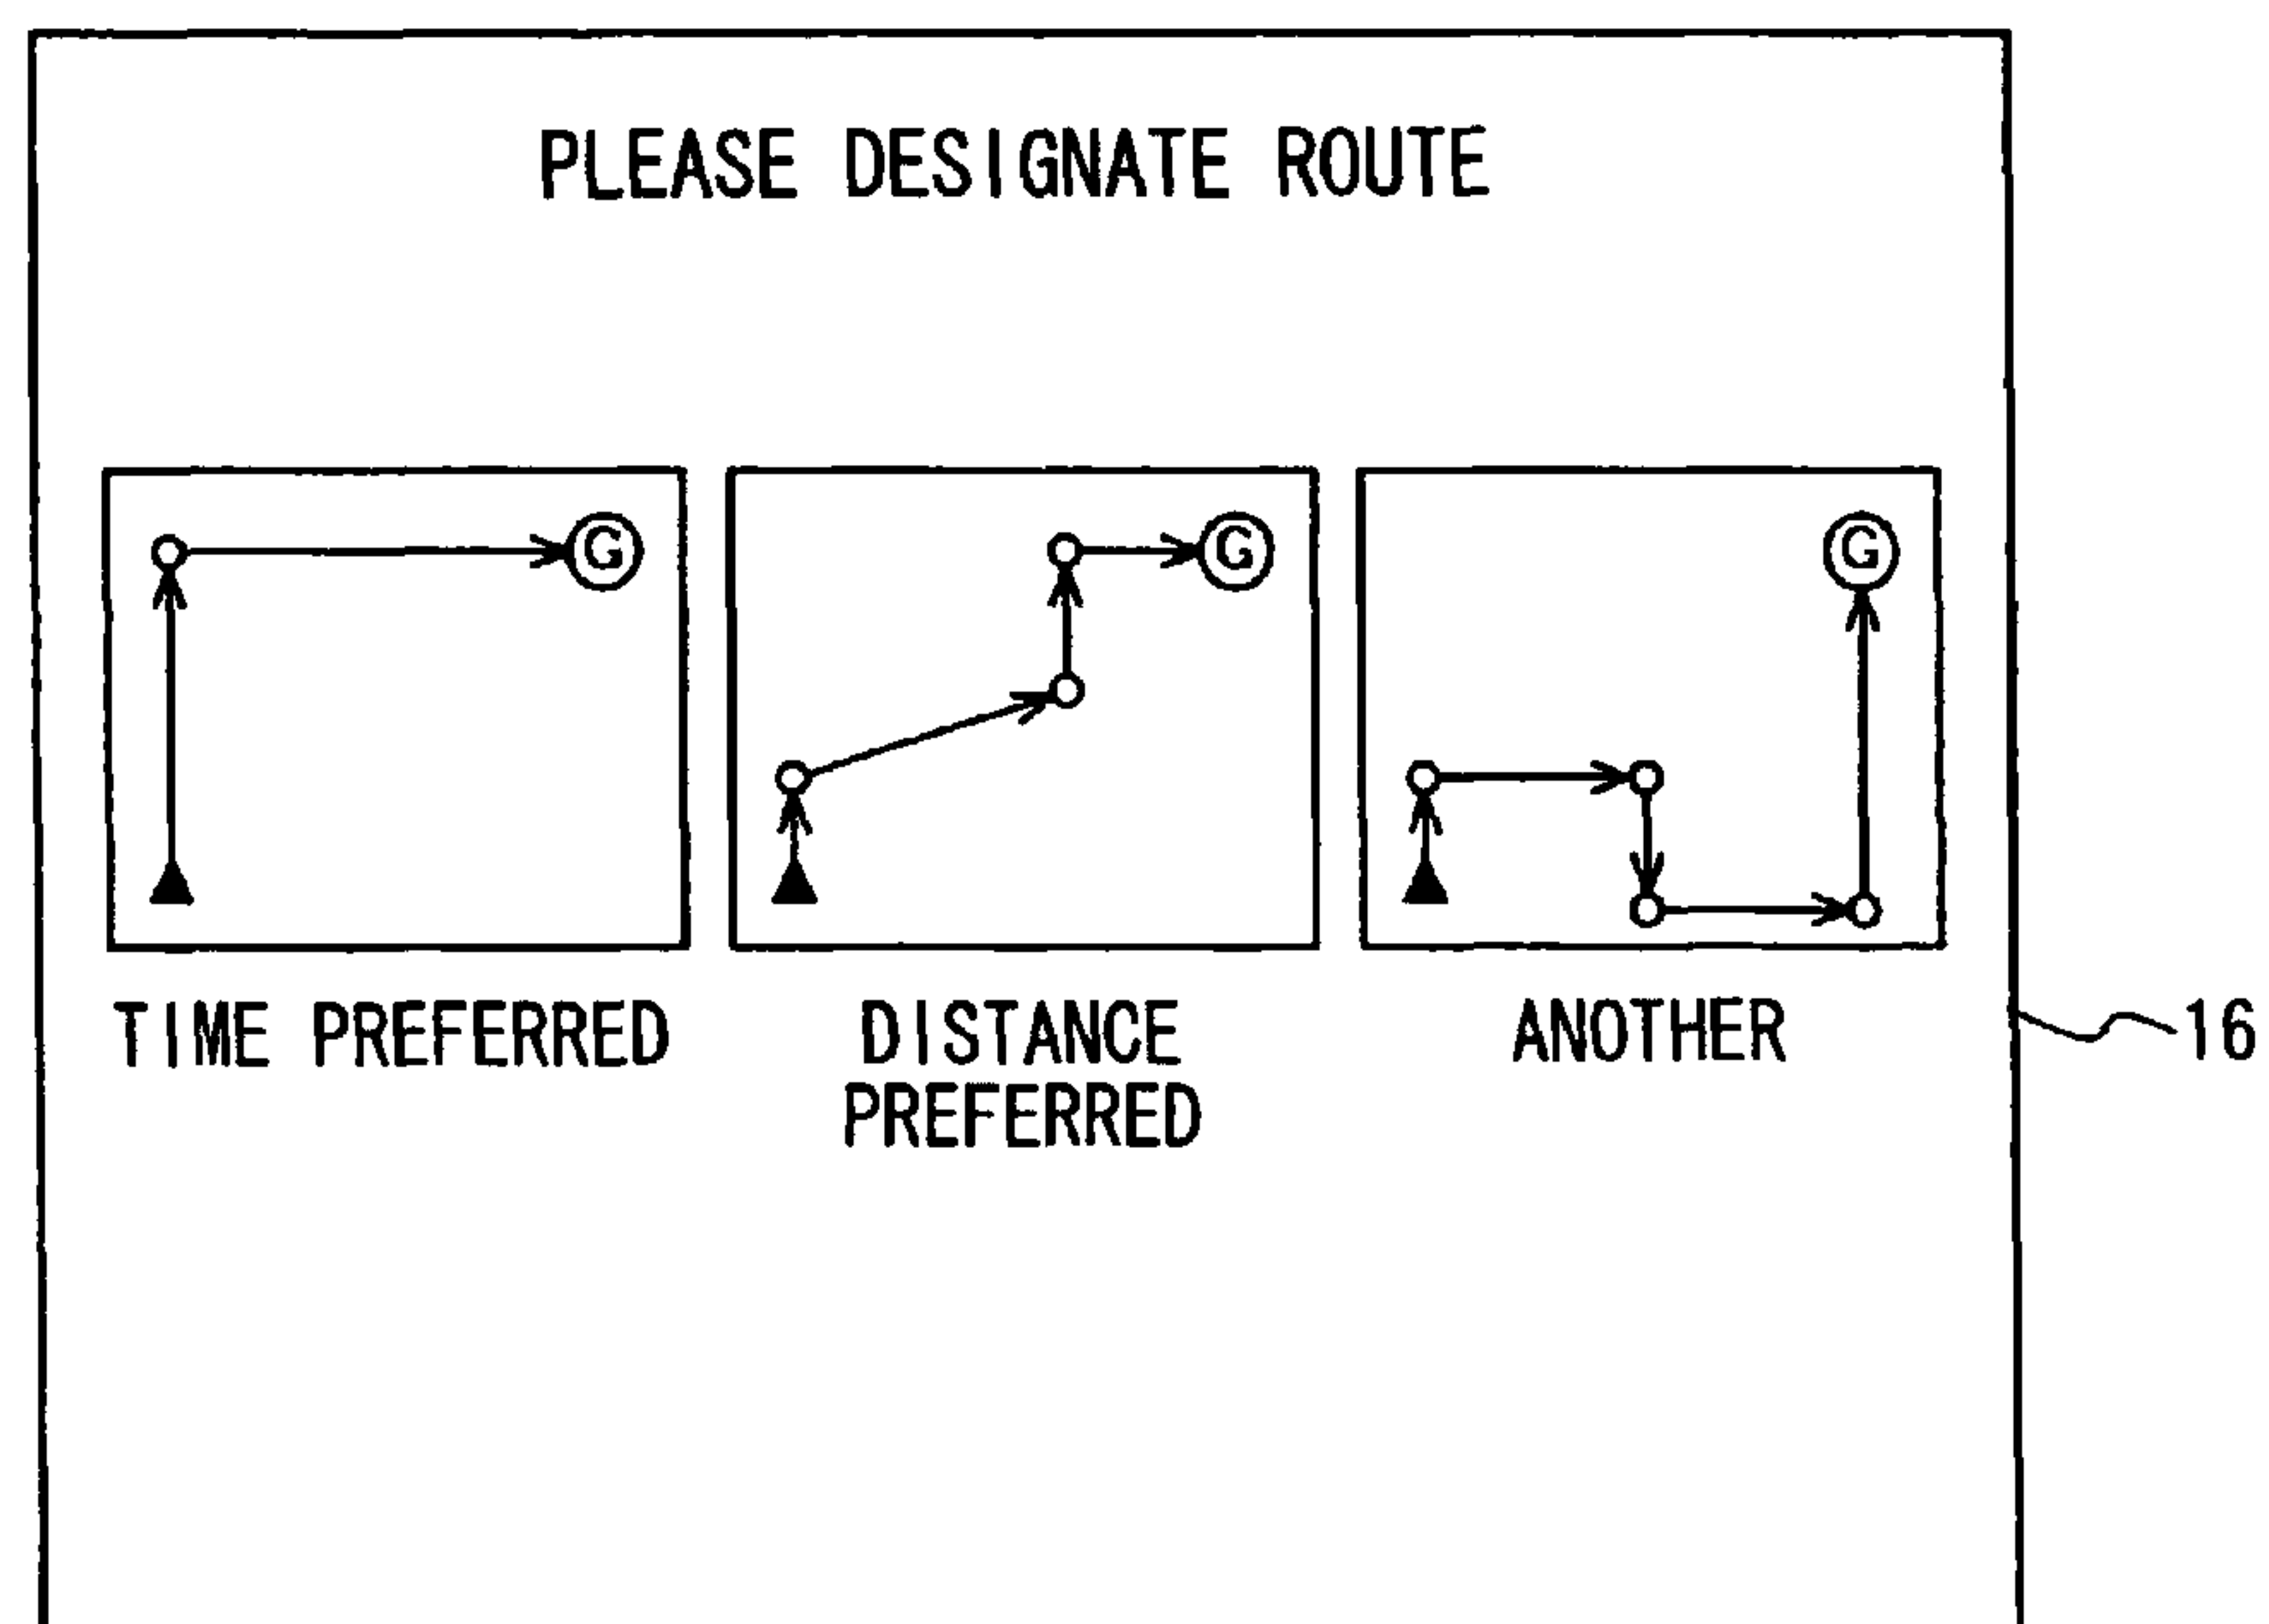 PLEASE DESIGNATE ROUTE
G
G
G
TIME PREFERRED
DISTANCE
PREFERRED
ANOTHER
16